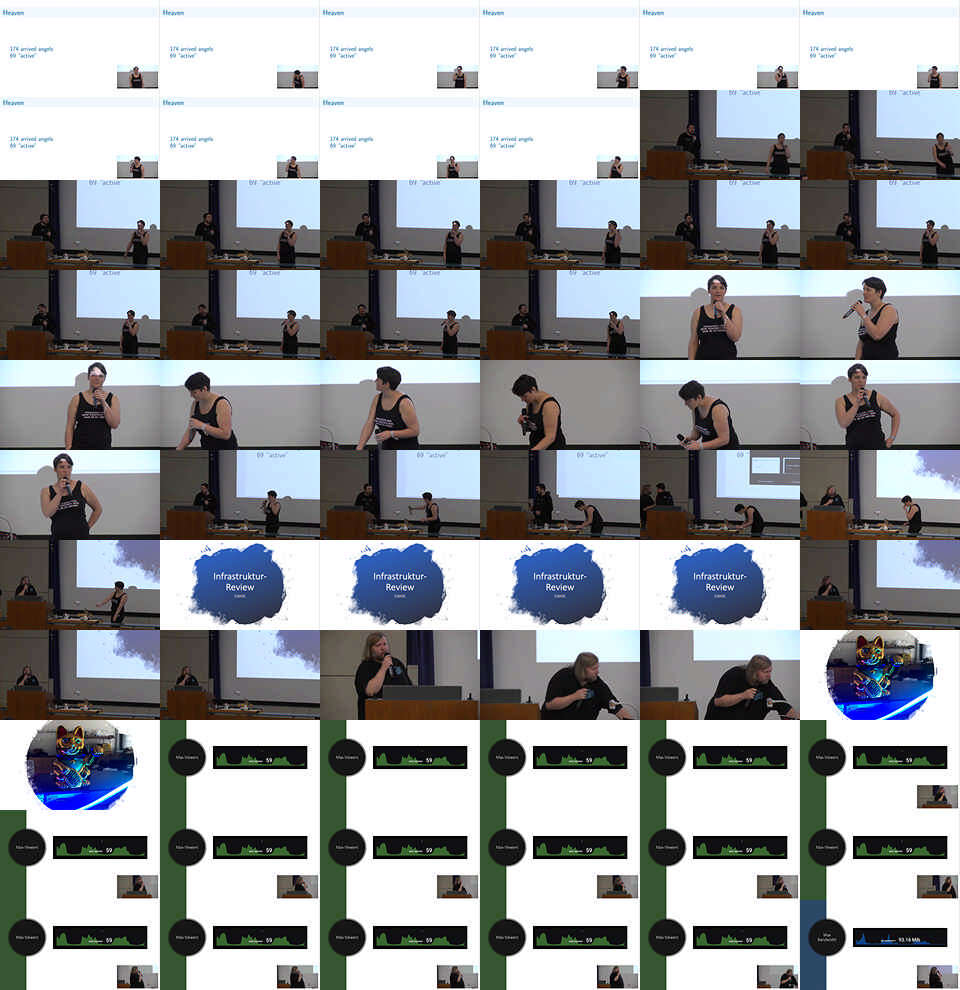 Heaven Heaven Heaven Heaven Heaven Heaven
174 arrived angels 174 arrived angels 174 arrived angels 174 arrived angels 174 arrived angels 174 arrived angels
69 "active" 69 "active" 69 "active" 69 "active" 69 "active" 69 "active"
Heaven Heaven Heaven Heaven
69 "active 69 "active
174 arrived angels 174 arrived angels 174 arrived angels 174 arrived angels
69 "active" 69 "active" 69 "active" 69 "active"
69 "active" 69 "active" 69 "active" 69 "active" 69 "active" 69 "active"
69 "active" 69 "active" 69 "active" 69 "active"
69 "active" 69 "active" 69 "active" 69 "active"
Infrastruktur- Infrastruktur- Infrastruktur- Infrastruktur-
Review Review Review Review
Max Viewers 59 Max Viewers 59 Max Viewers 59 Max Viewers 59 Max Viewers 59
Max Viewers 59 Max Viewers 59 Max Viewers 59 Max Viewers 59 Max Viewers 59 Max Viewers 59
Max Viewers 59 Max Viewers 59 Max Viewers 59 Max Viewers 59 Max Viewers 59
Max
Bandwidth 93.16 MB